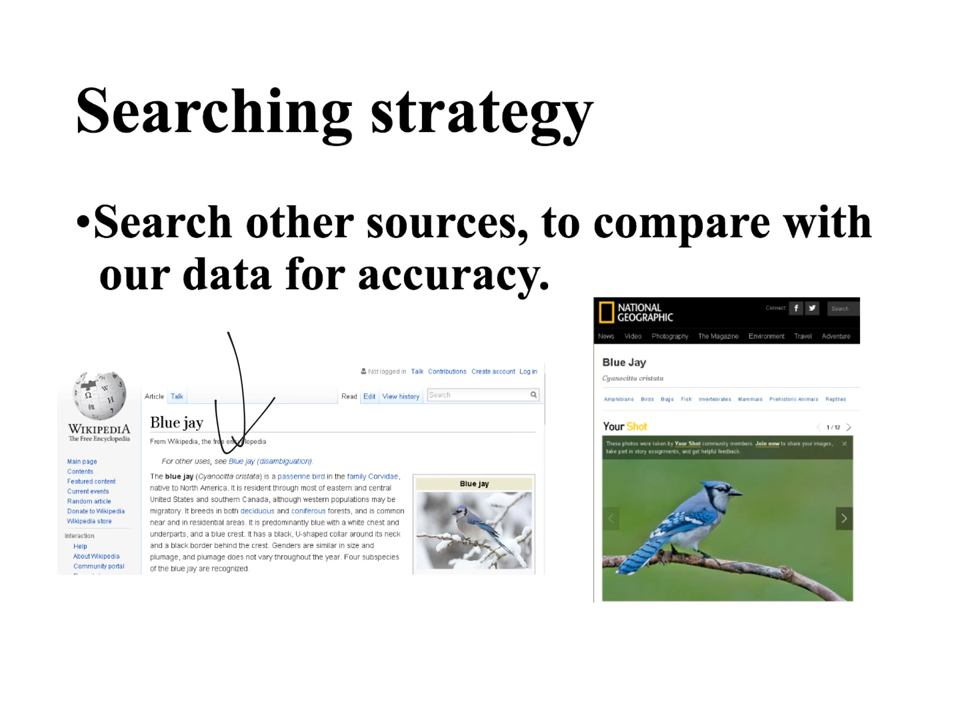 Searching strategy
•Search other sources, to compare with
our data for accuracy.
WIKIPEDIA
The Free Encyclopedia
Main page
Contents
Featured content
Current events
Random article
Donate to Wikipedia
Wikipedia store
Interaction
Help
About Wikipedia
Community portal
Not logged in Talk Contributions Create account Log in
Article Talk Read Edit View history Search
Blue jay
From Wikipedia, the free encyclopedia
For other uses, see Blue jay (disambiguation).
The blue jay (Cyanocitta cristata) is a passerine bird in the family Corvidae,
native to North America. It is resident through most of eastern and central
United States and southern Canada, although western populations may be
migratory. It breeds in both deciduous and coniferous forests, and is common
near and in residential areas. It is predominantly blue with a white chest and
underparts, and a blue crest. It has a black, U-shaped collar around its neck
and a black border behind the crest. Genders are similar in size and
plumage, and plumage does not vary throughout the year. Four subspecies
of the blue jay are recognized.
Blue jay
NATIONAL
GEOGRAPHIC
Connect: f Search
News Video Photography The Magazine Environment Travel Adventure
Blue Jay
Cyanocitta cristata
Amphibians Birds Bugs Fish Invertebrates Mammals Prehistoric Animals Reptiles
Your Shot 1 / 12
These photos were taken by Your Shot community members. Join now to share your images,
take part in story assignments, and get helpful feedback.